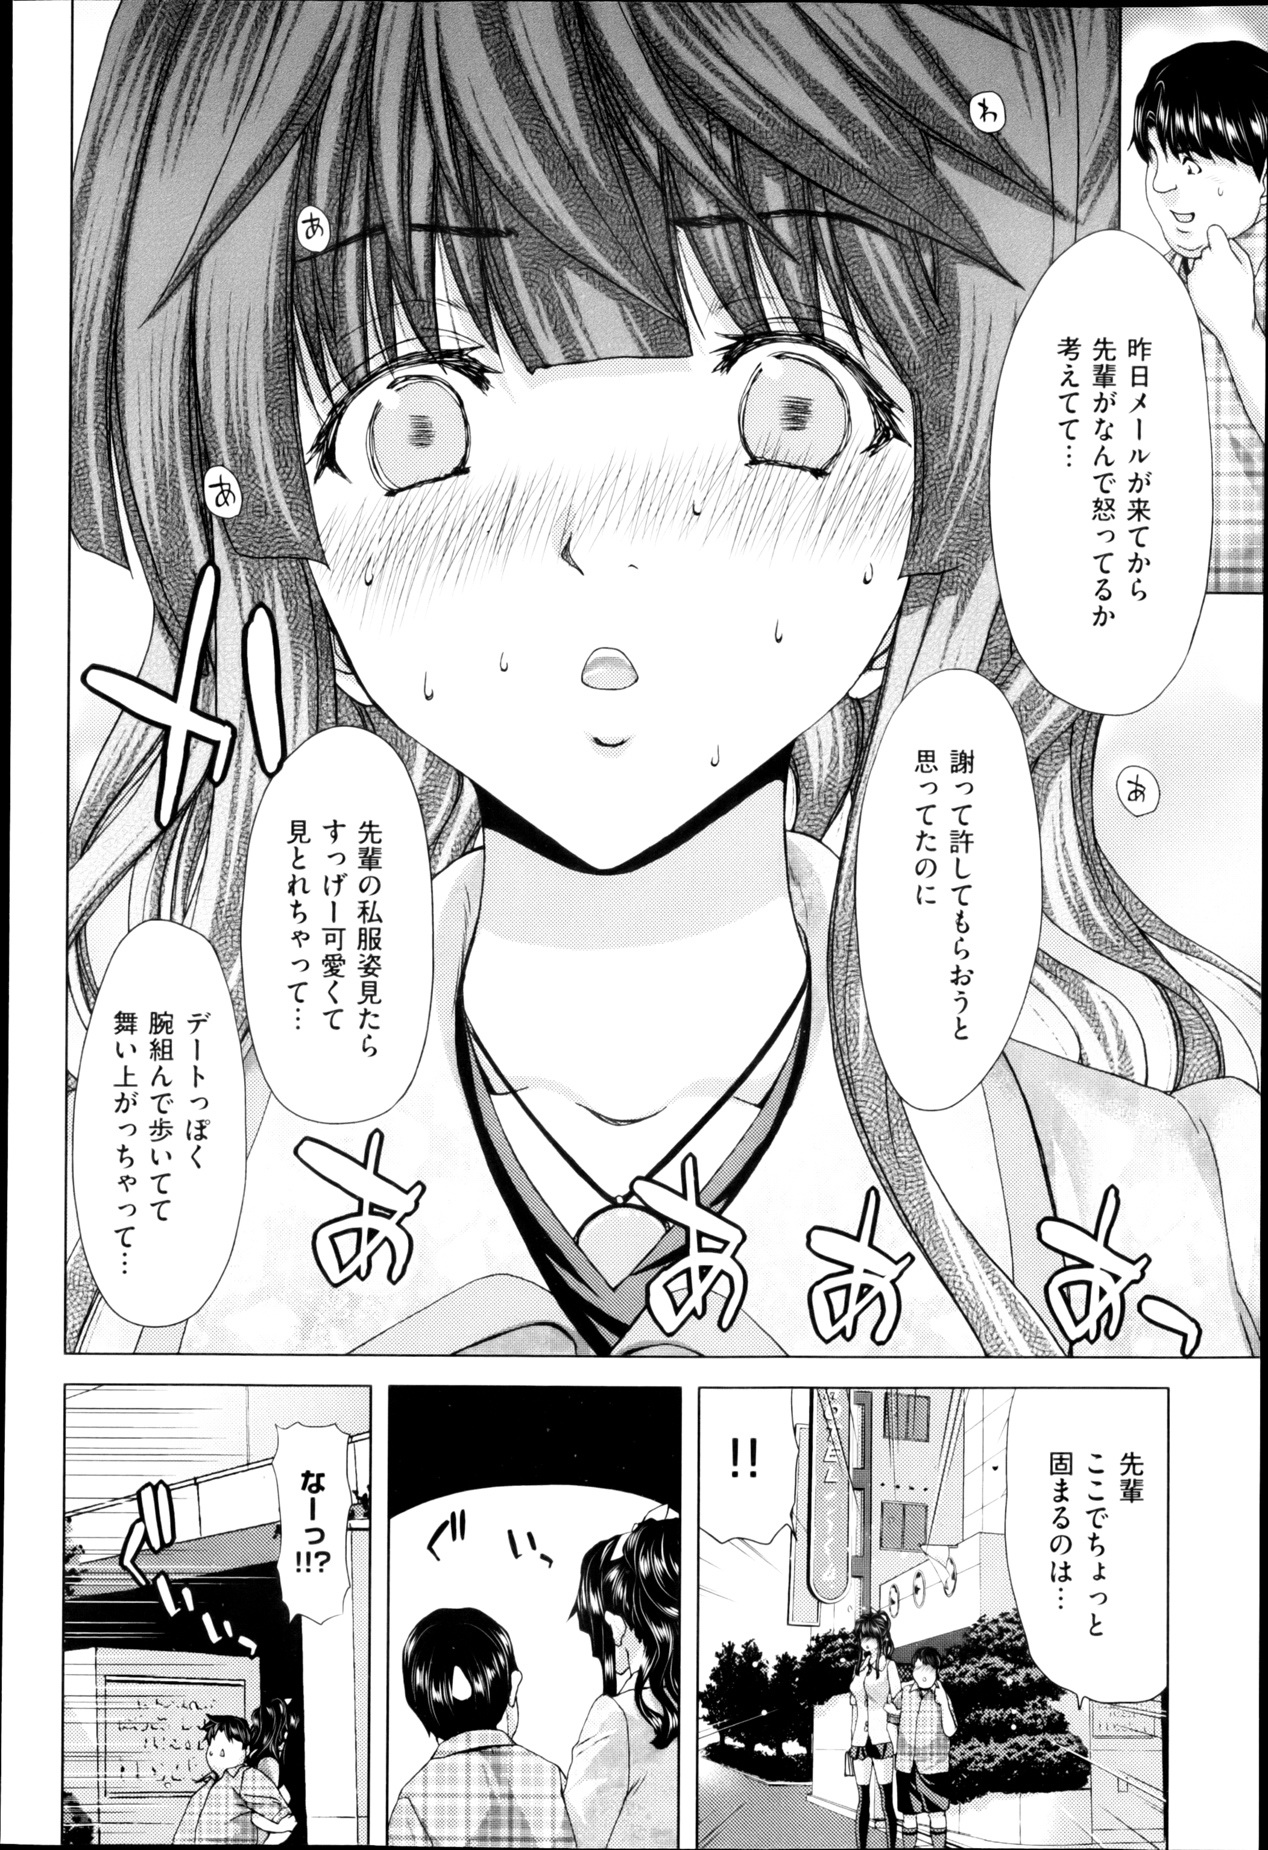 昨日メールが来てから
先輩がなんで怒ってるか
考えてて…
わ
あ
あ
あ
謝って許してもらおうと
思ってたのに
先輩の私服姿見たら
すっげー可愛くて
見とれちゃって…
デートっぽく
腕組んで歩いてて
舞い上がっちゃって…
あ
あ
あ
あっ
先輩
ここでちょっと
固まるのは…
!!
ぐい
なーっ!!?